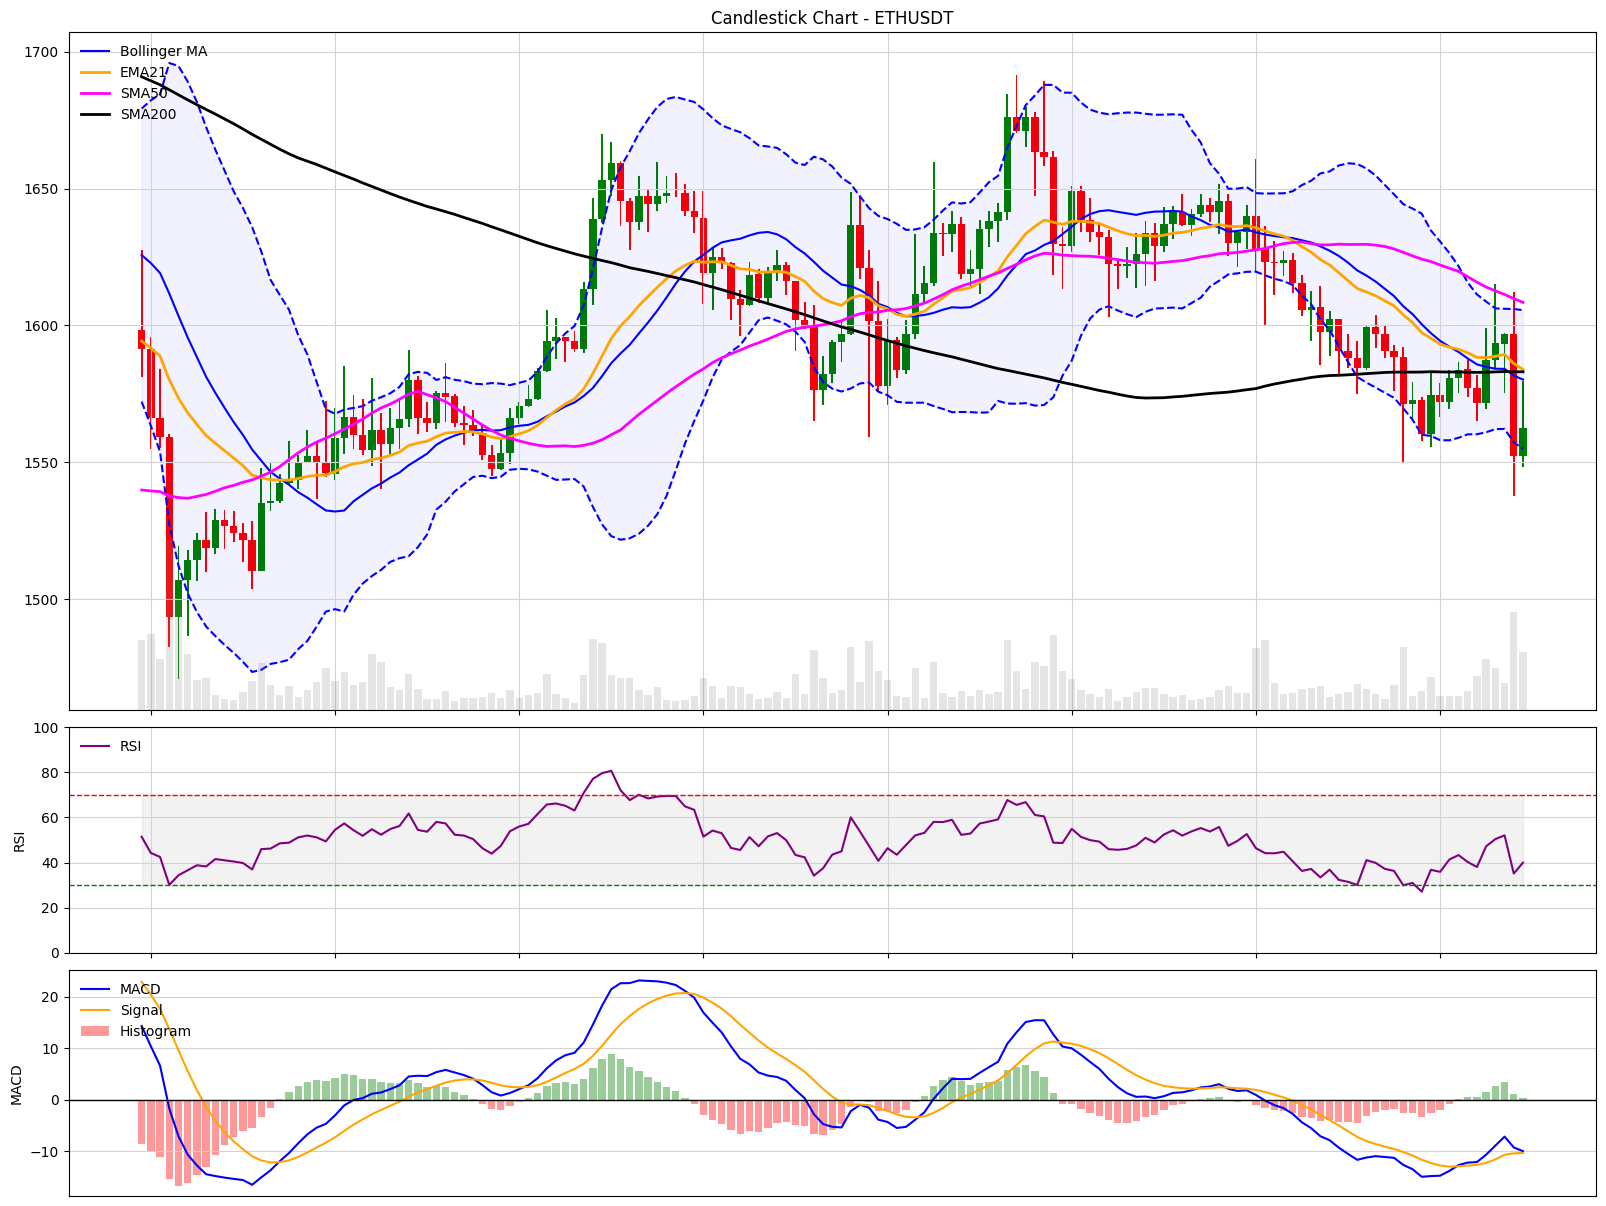 Candlestick Chart - ETHUSDT
1700
1650
1600
1550
1500
Bollinger MA
EMA21
SMA50
SMA200
100
80
60
40
20
0
RSI
RSI
20
10
0
−10
MACD
MACD
Signal
Histogram